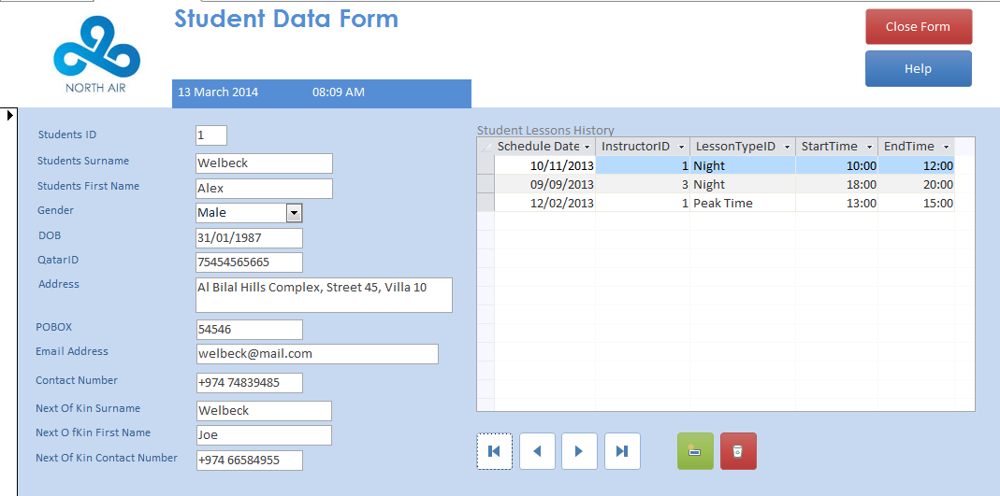 Student Data Form
NORTH AIR
13 March 2014 08:09 AM
Close Form
Help
Students ID 1
Students Surname Welbeck
Students First Name Alex
Gender Male
DOB 31/01/1987
QatarID 75454565665
Address Al Bilal Hills Complex, Street 45, Villa 10
POBOX 54546
Email Address welbeck@mail.com
Contact Number +974 74839485
Next Of Kin Surname Welbeck
Next O fKin First Name Joe
Next Of Kin Contact Number +974 66584955
Student Lessons History
Schedule Date InstructorID LessonTypeID StartTime EndTime
10/11/2013 1 Night 10:00 12:00
09/09/2013 3 Night 18:00 20:00
12/02/2013 1 Peak Time 13:00 15:00